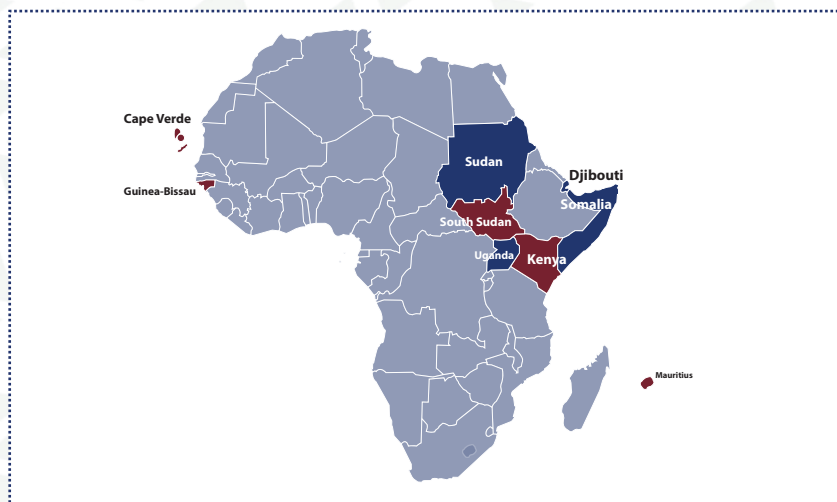 Cape Verde
Sudan
Djibouti
Guinea-Bissau
Somalia
South Sudan
Uganda
Kenya
Mauritius